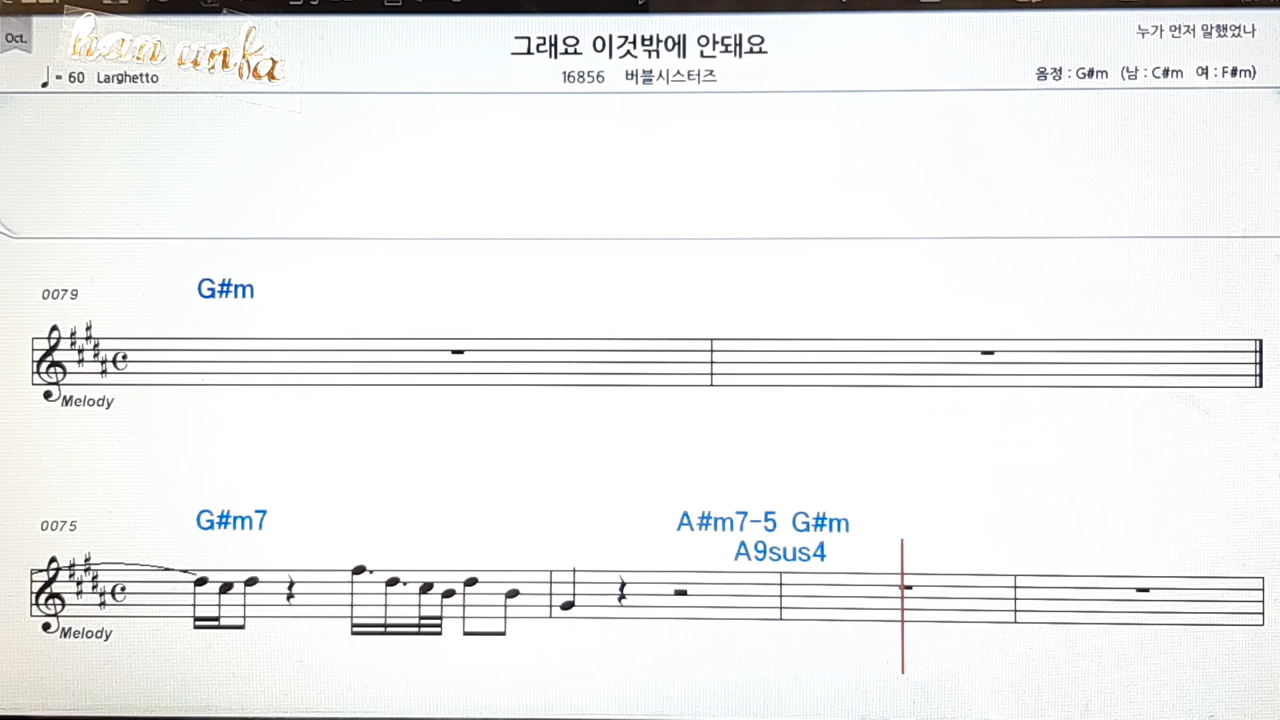 Oct.
han unfa
그래요 이것밖에 안돼요
누가 먼저 말했었나
♩ = 60 Larghetto
16856 버블시스터즈
음정 : G#m (남 : C#m 여 : F#m)
0079
G#m
Melody
0075
G#m7
A#m7-5 G#m
A9sus4
Melody